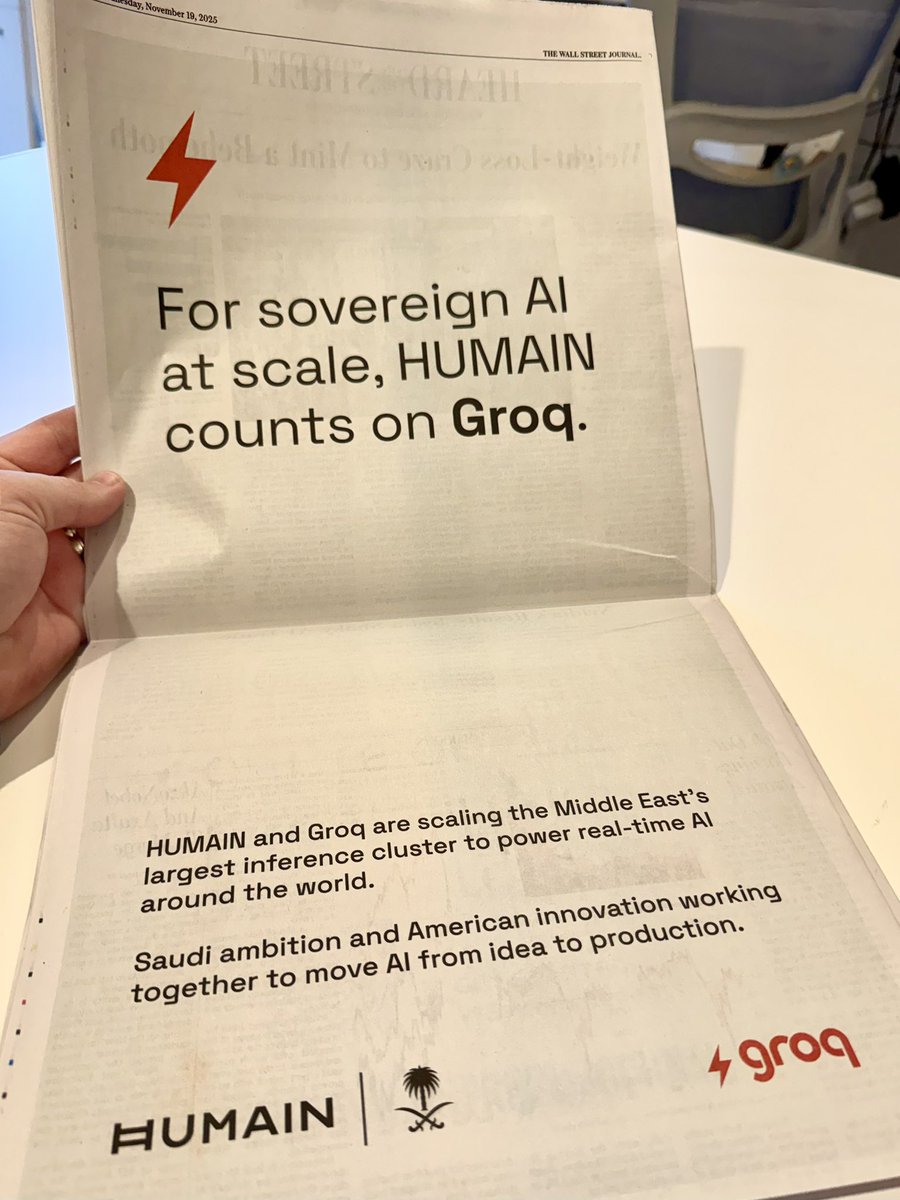 nesday, November 19, 2025
THE WALL STREET JOURNAL.
For sovereign AI
at scale, HUMAIN
counts on Groq.
HUMAIN and Groq are scaling the Middle East's
largest inference cluster to power real-time AI
around the world.
Saudi ambition and American innovation working
together to move AI from idea to production.
HUMAIN
groq